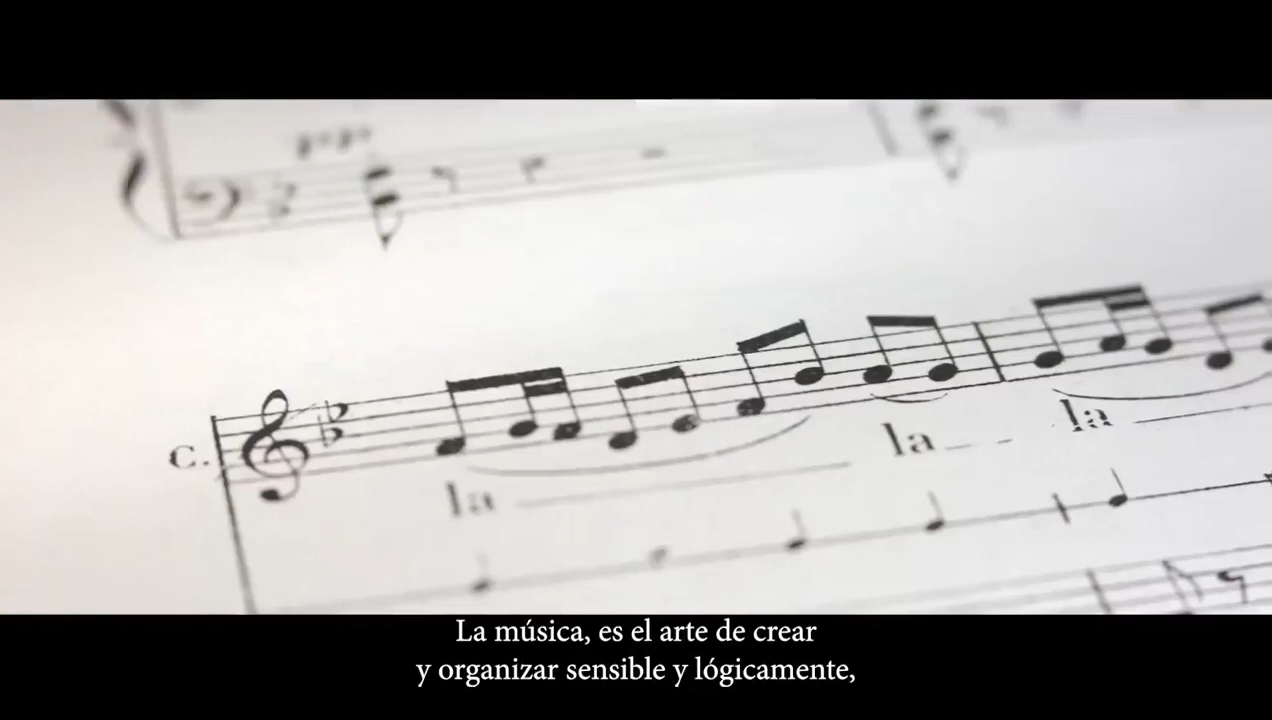 C.
la
la
la
La música, es el arte de crear
y organizar sensible y lógicamente,